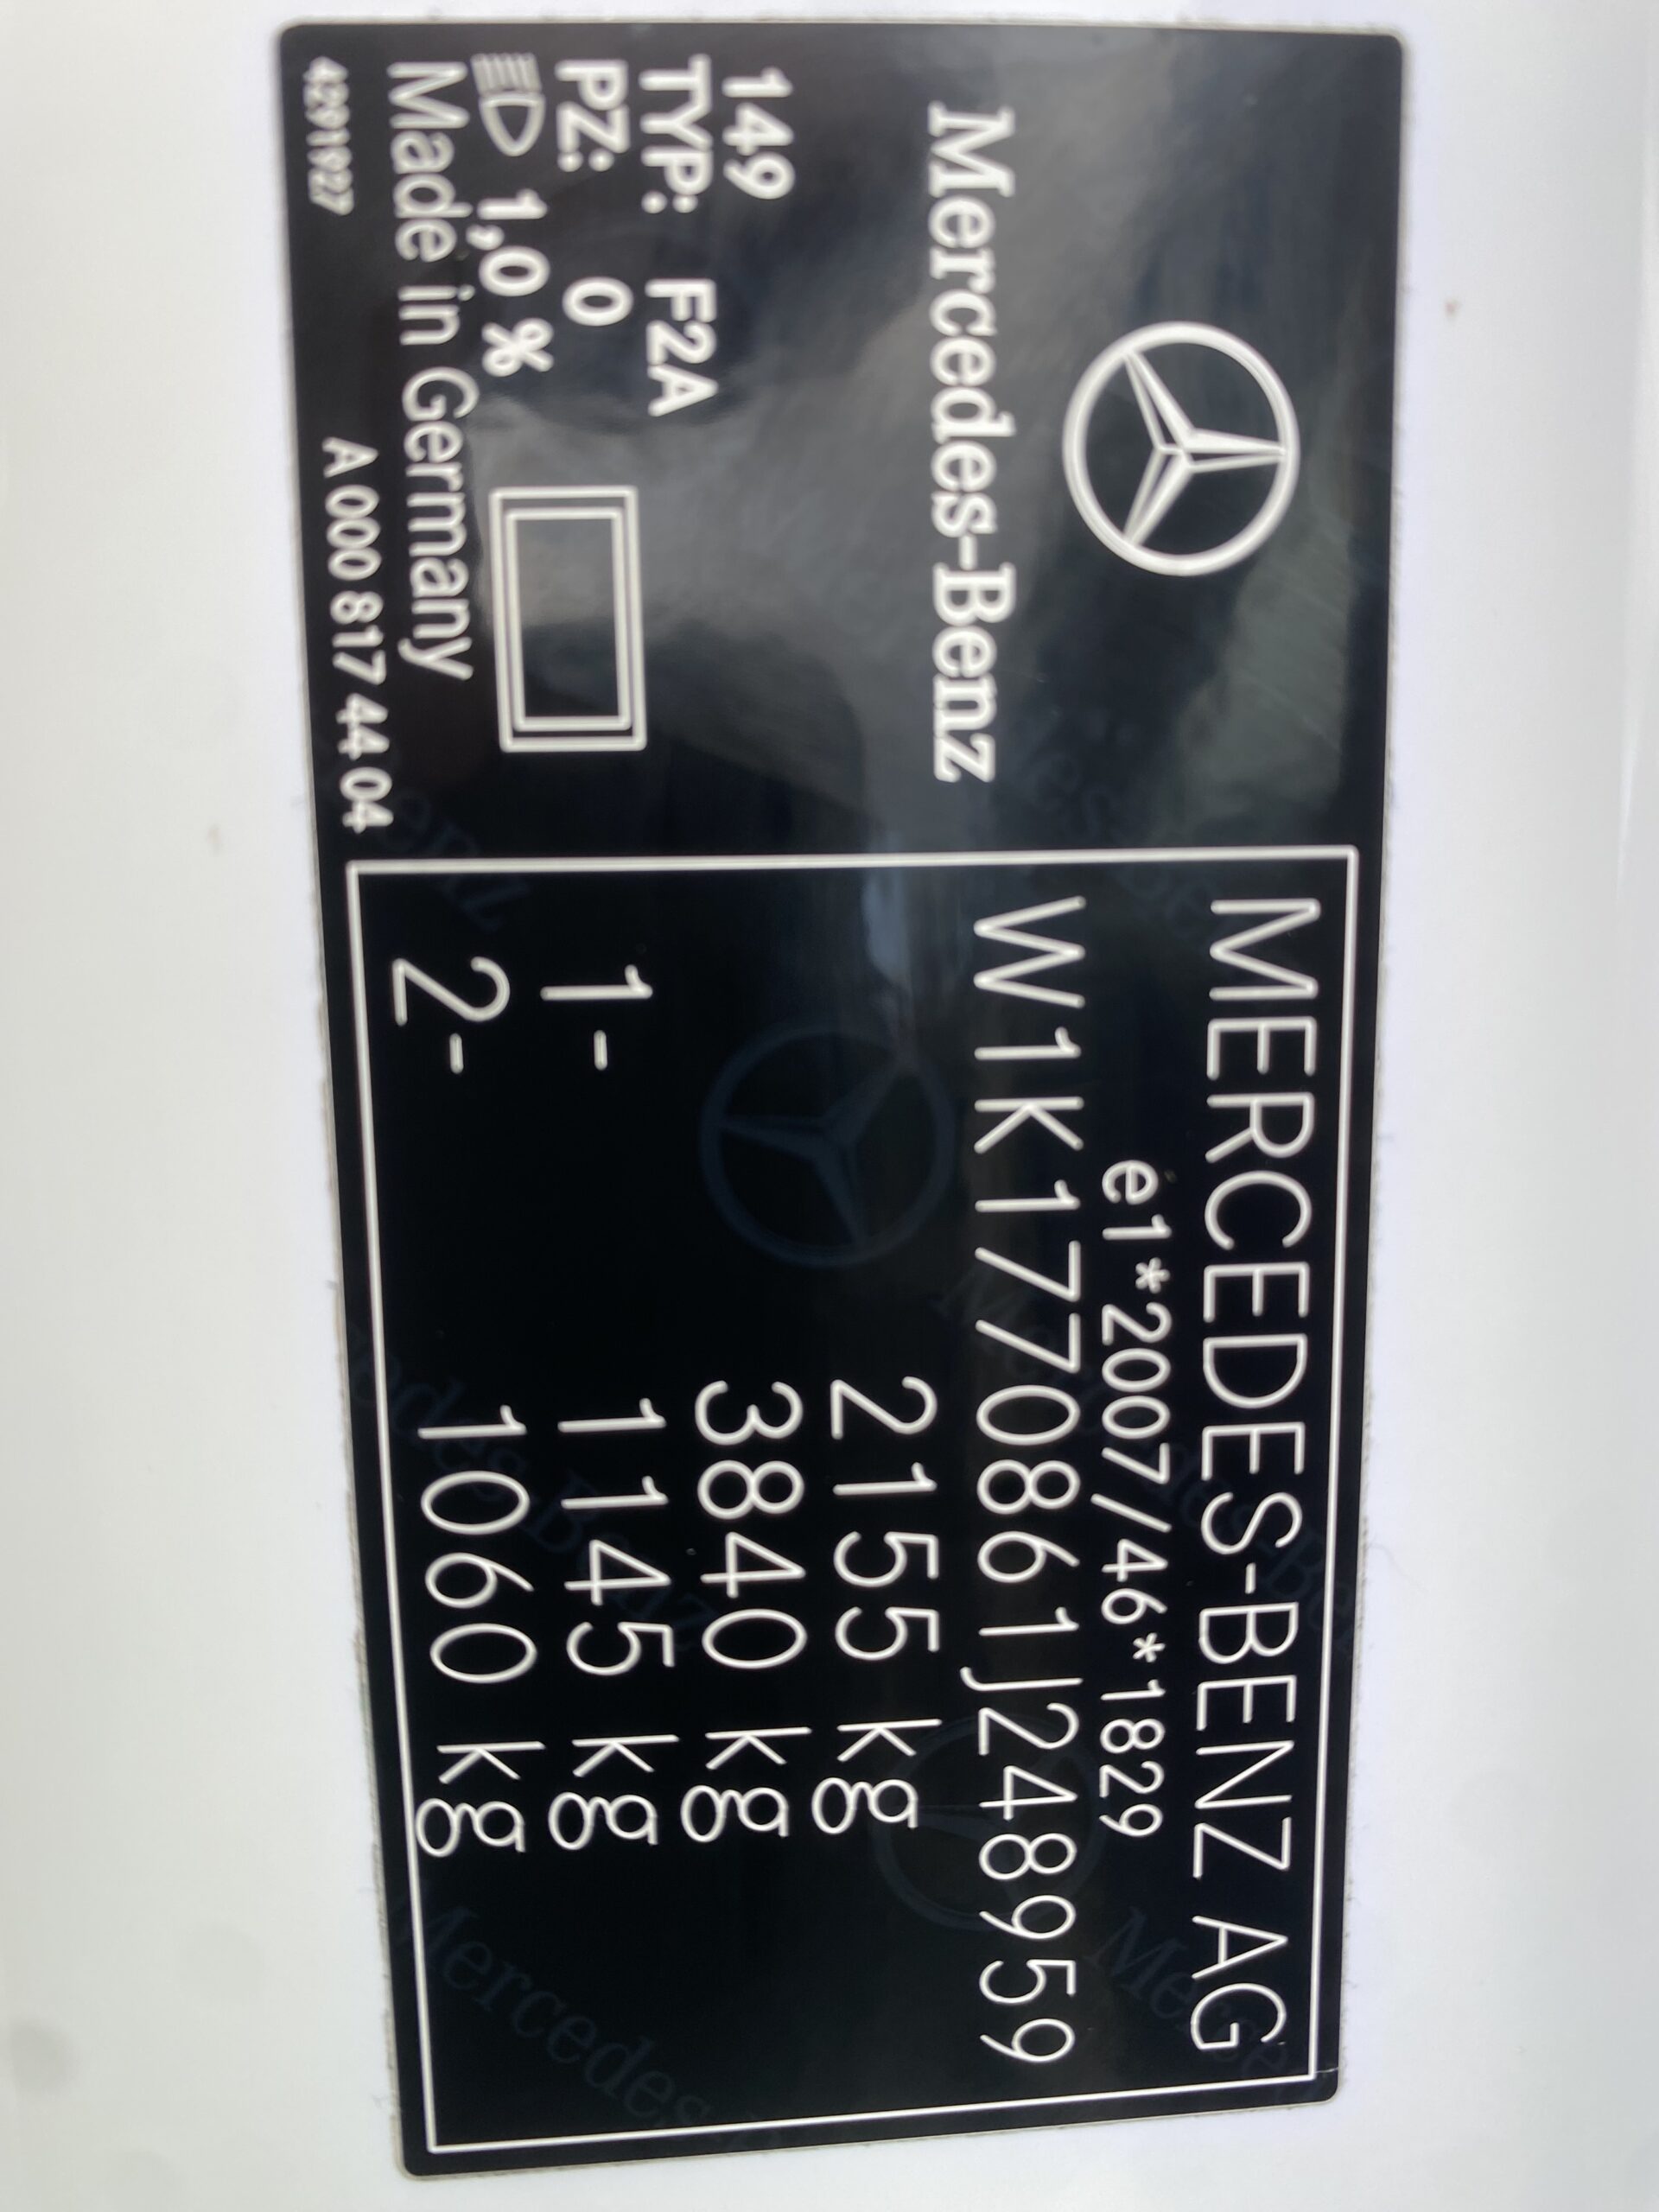 Mercedes-Benz
149
TYP: F2A
PZ: 0
1,0 %
Made in Germany
4291927
A 000 817 44 04
MERCEDES-BENZ AG
e1*2007/46*1829
W1K1770861J248959
2155 kg
3840 kg
1- 1145 kg
2- 1060 kg